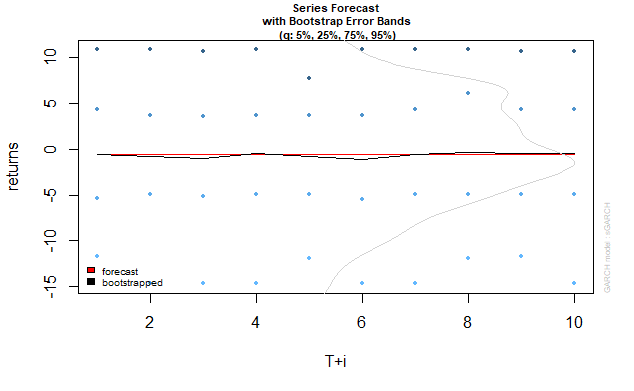 Series Forecast
with Bootstrap Error Bands
(q: 5%, 25%, 75%, 95%)
returns
10
5
0
-5
-10
-15
forecast
bootstrapped
2
4
6
8
10
T+i
GARCH model : sGARCH